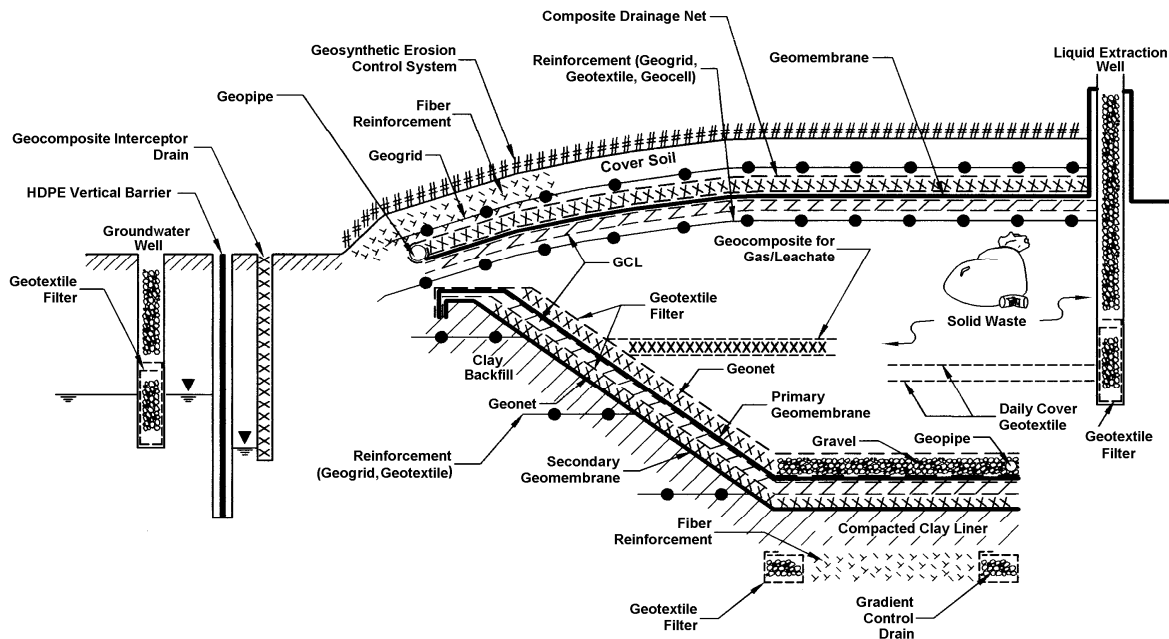 Composite Drainage Net
Geosynthetic Erosion
Control System
Reinforcement (Geogrid,
Geotextile, Geocell)
Geomembrane
Liquid Extraction
Well
Geopipe
Fiber
Reinforcement
Geocomposite Interceptor
Drain
Geogrid
Cover Soil
HDPE Vertical Barrier
Groundwater
Well
Geotextile
Filter
GCL
Geocomposite for
Gas/Leachate
Geotextile
Filter
Solid Waste
Clay
Backfill
Geonet
Geonet
Primary
Geomembrane
Daily Cover
Geotextile
Reinforcement
(Geogrid, Geotextile)
Secondary
Geomembrane
Gravel
Geopipe
Geotextile
Filter
Compacted Clay Liner
Fiber
Reinforcement
Geotextile
Filter
Gradient
Control
Drain